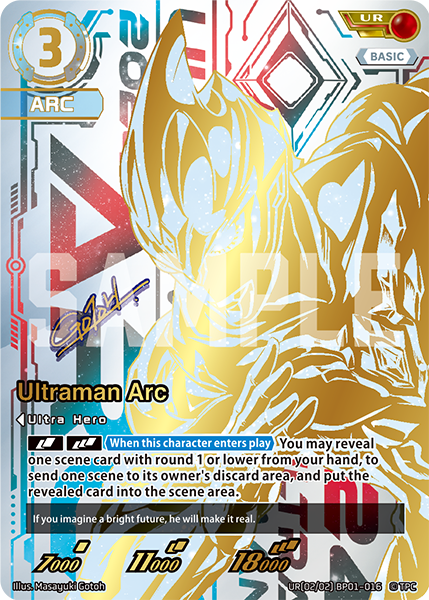 3
UR
BASIC
ARC
SAMPLE
Gotoh
Ultraman Arc
Ultra Hero
When this character enters play You may reveal
one scene card with round 1 or lower from your hand, to
send one scene to its owner's discard area, and put the
revealed card into the scene area.
If you imagine a bright future, he will make it real.
7000 11000 18000
Illus. Masayuki Gotoh UR(02/02) BP01-016 © TPC